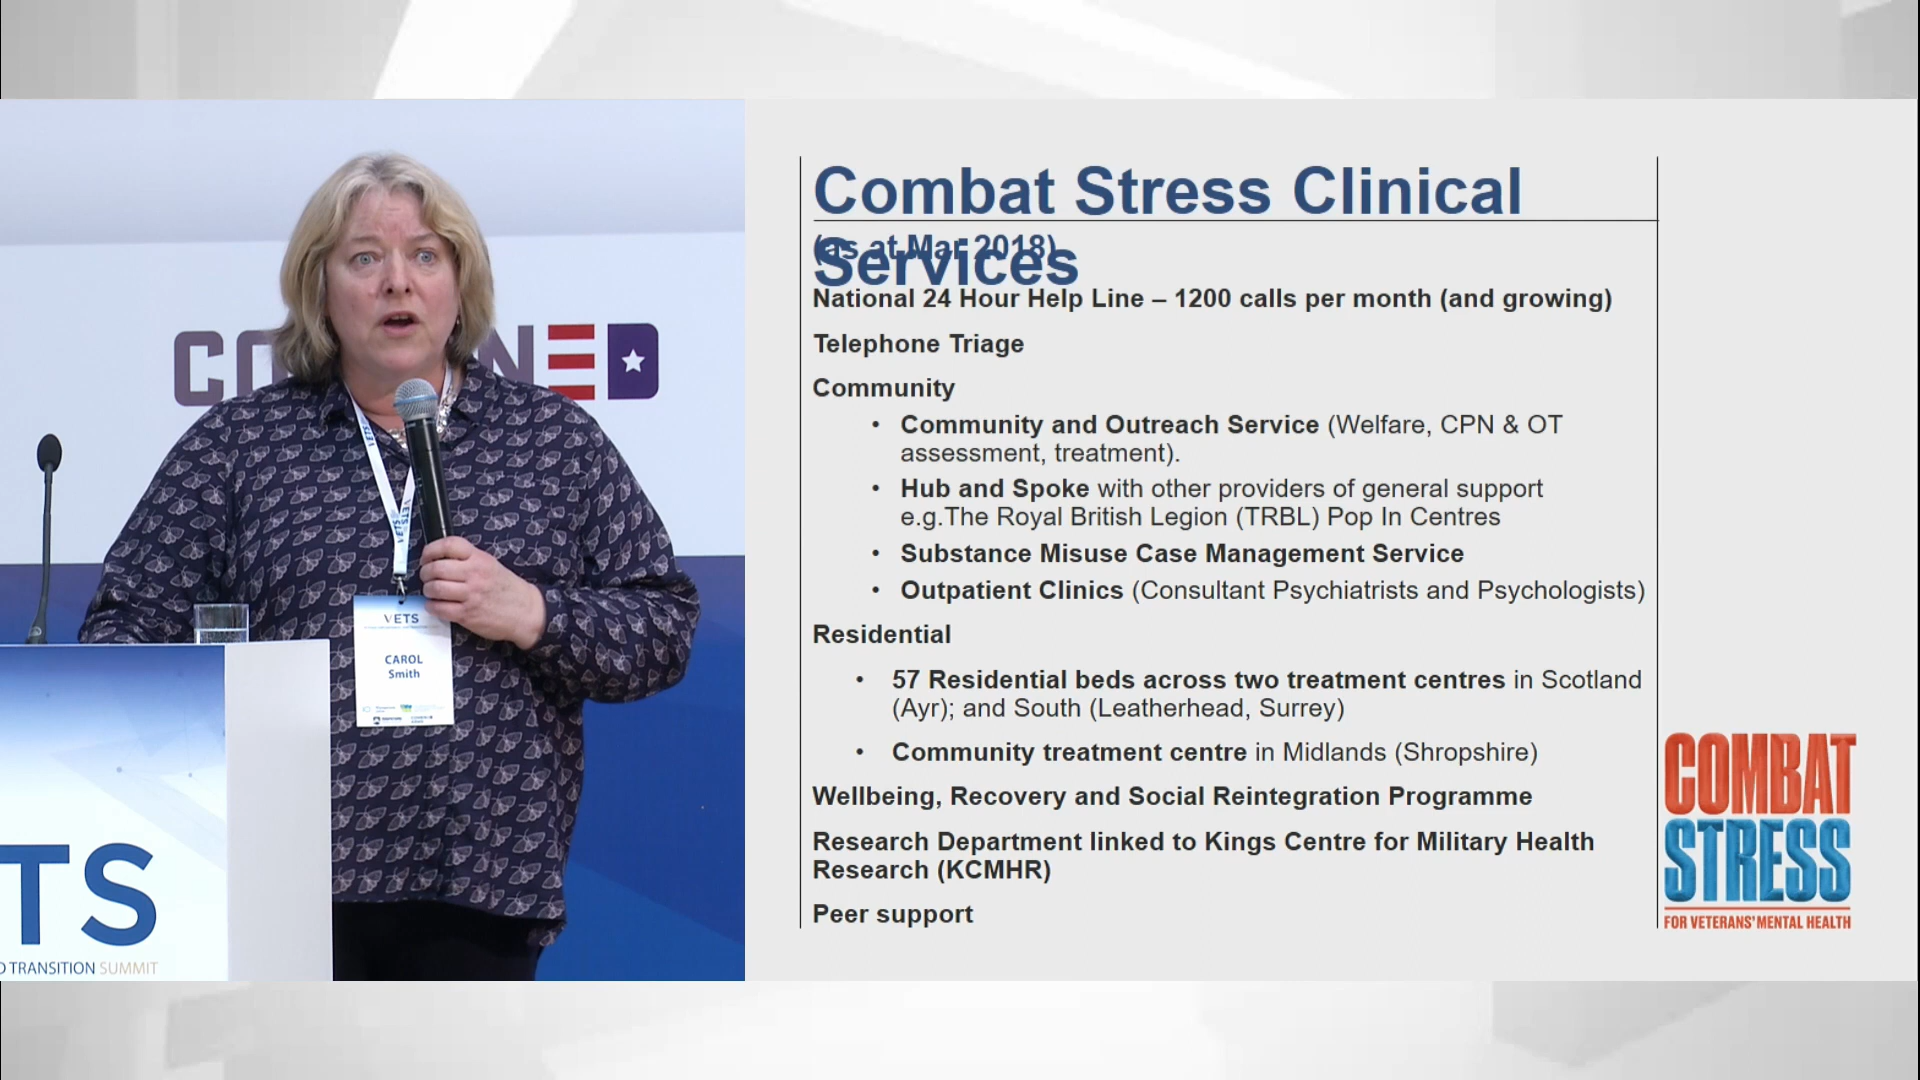 Combat Stress Clinical
Services
(as at Mar 2018)
National 24 Hour Help Line – 1200 calls per month (and growing)
Telephone Triage
Community
• Community and Outreach Service (Welfare, CPN & OT
assessment, treatment).
• Hub and Spoke with other providers of general support
e.g.The Royal British Legion (TRBL) Pop In Centres
• Substance Misuse Case Management Service
• Outpatient Clinics (Consultant Psychiatrists and Psychologists)
Residential
• 57 Residential beds across two treatment centres in Scotland
(Ayr); and South (Leatherhead, Surrey)
• Community treatment centre in Midlands (Shropshire)
Wellbeing, Recovery and Social Reintegration Programme
Research Department linked to Kings Centre for Military Health
Research (KCMHR)
Peer support
COMBAT
STRESS
FOR VETERANS' MENTAL HEALTH
VETS
VETS
VETS
CAROL
Smith
TS
TRANSITION SUMMIT